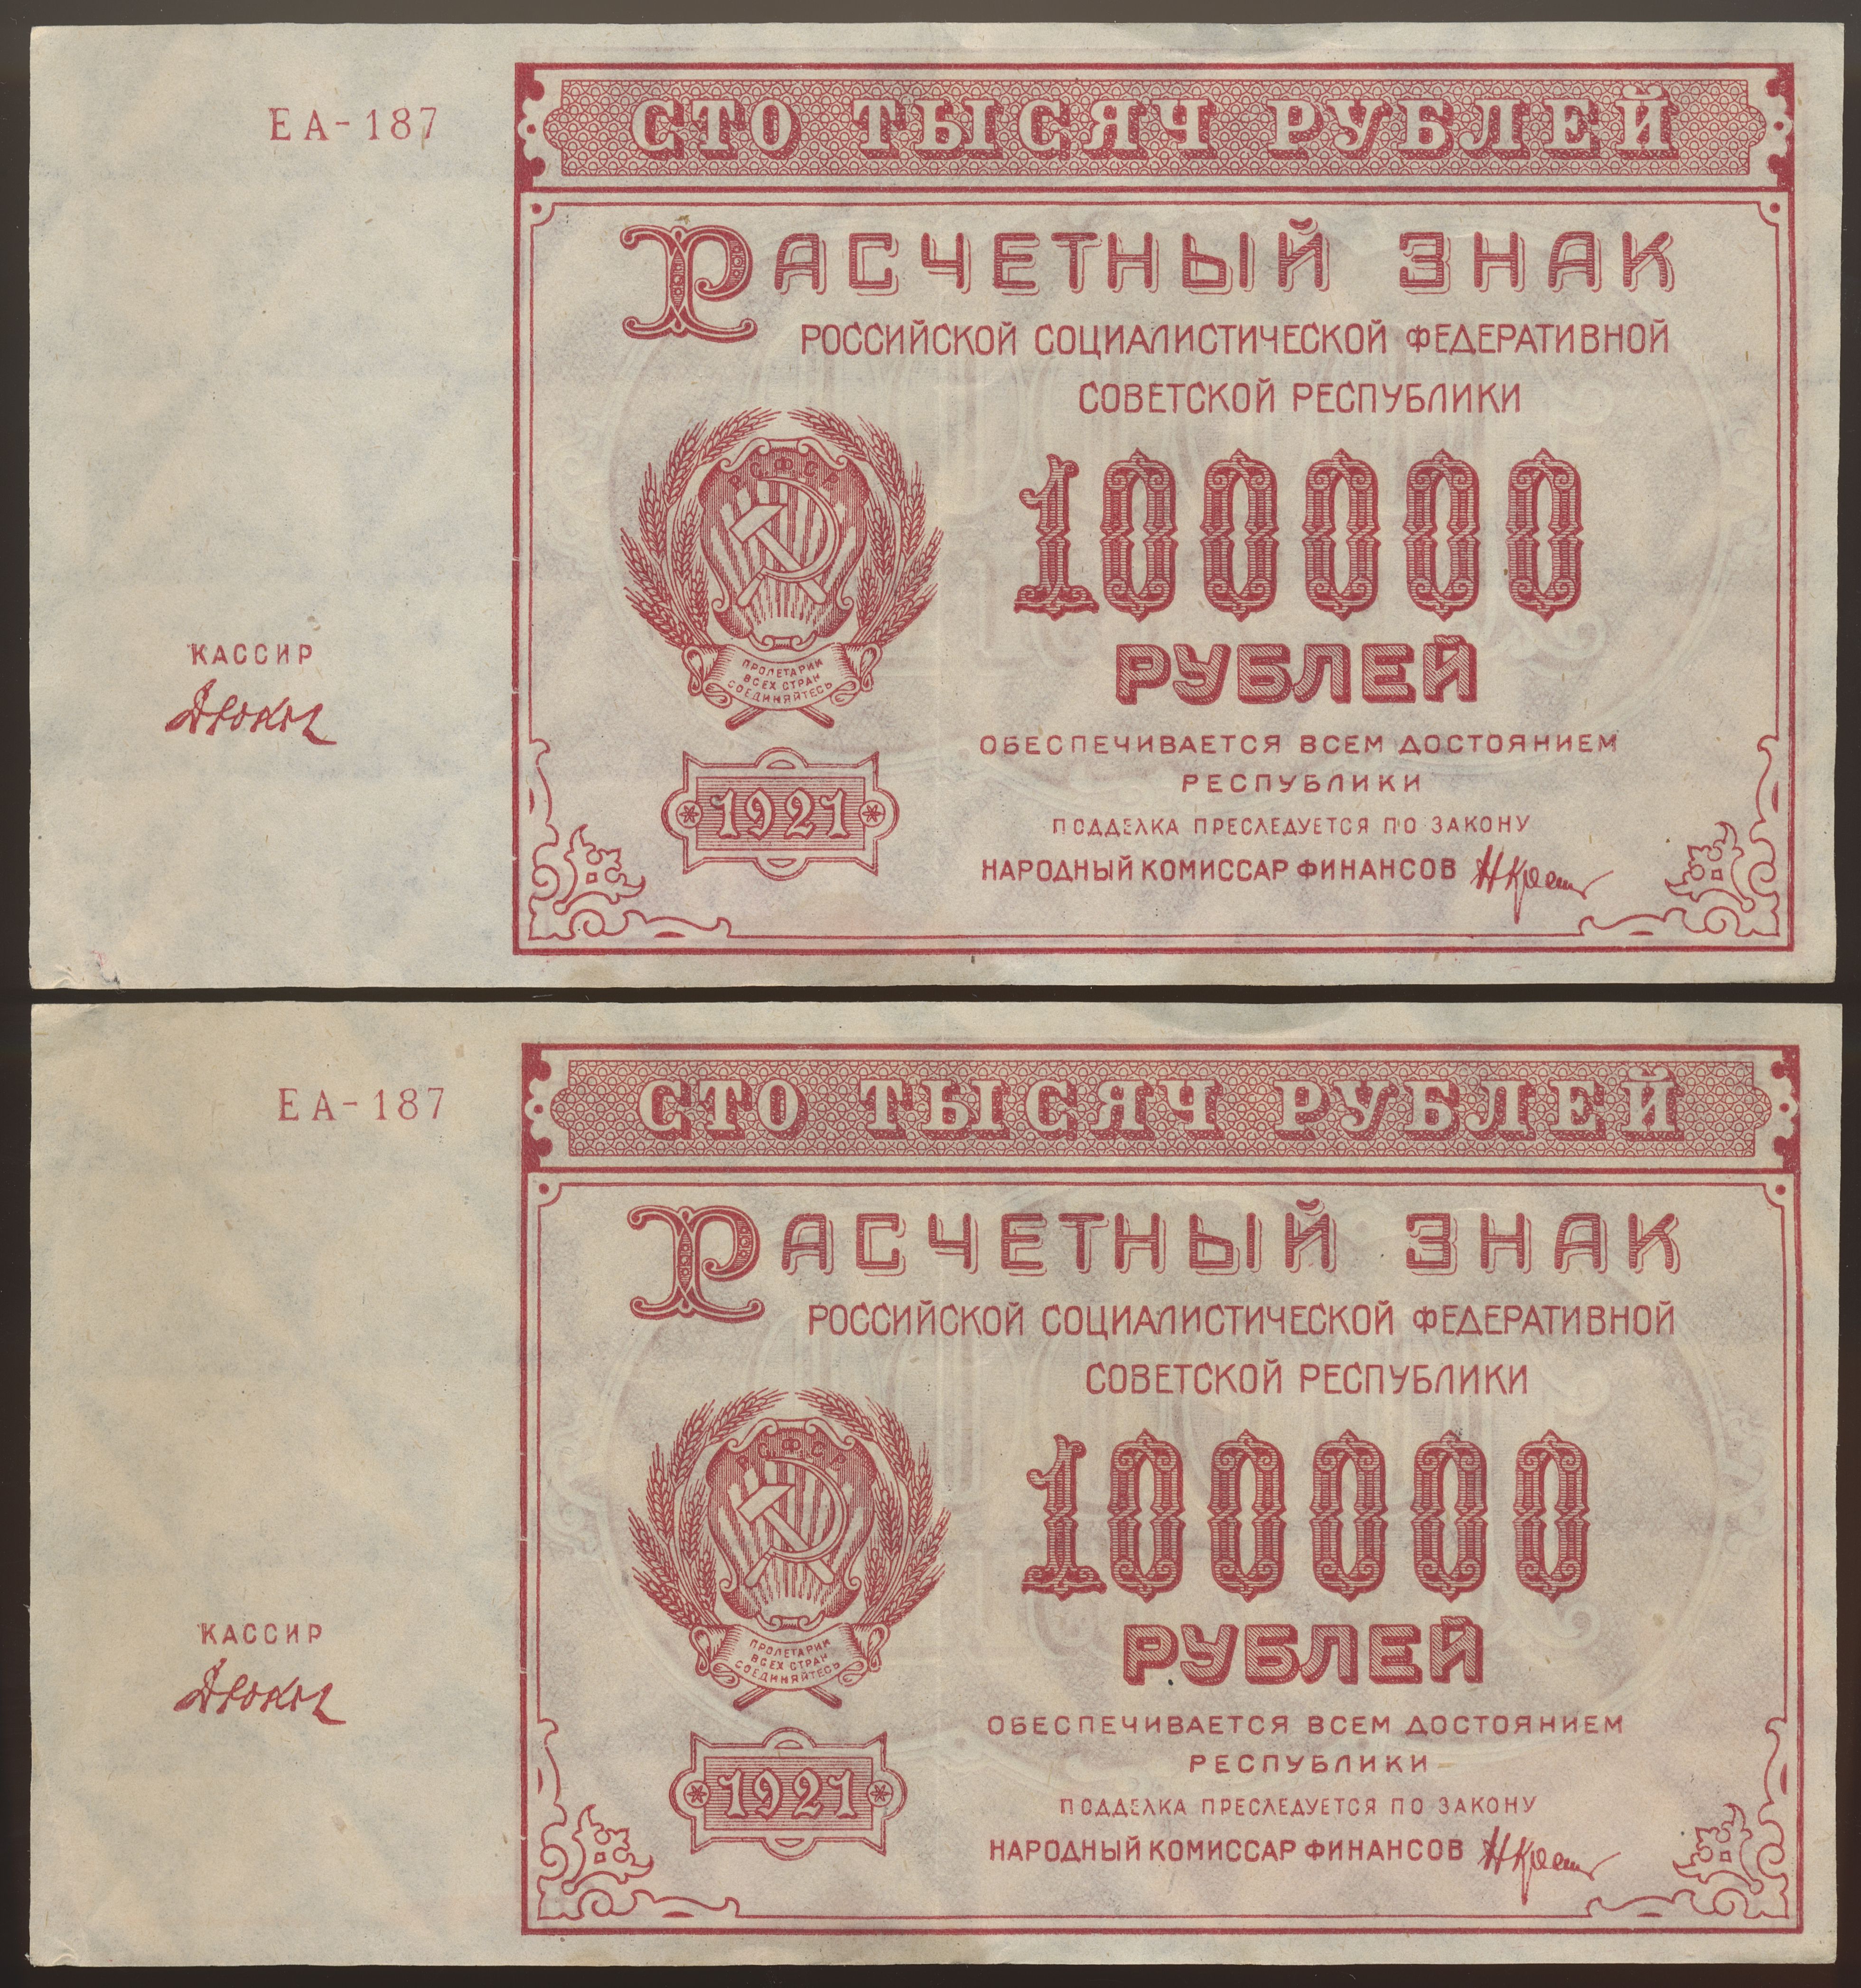 ЕА-187
СТО ТЫСЯЧ РУБЛЕЙ
РАСЧЕТНЫЙ ЗНАК
РОССИЙСКОЙ СОЦИАЛИСТИЧЕСКОЙ ФЕДЕРАТИВНОЙ
СОВЕТСКОЙ РЕСПУБЛИКИ
РСФСР
100000
РУБЛЕЙ
ПРОЛЕТАРИИ
ВСЕХ СТРАН
СОЕДИНЯЙТЕСЬ
КАССИР
ОБЕСПЕЧИВАЕТСЯ ВСЕМ ДОСТОЯНИЕМ
РЕСПУБЛИКИ
1921
ПОДДЕЛКА ПРЕСЛЕДУЕТСЯ ПО ЗАКОНУ
НАРОДНЫЙ КОМИССАР ФИНАНСОВ
ЕА-187
СТО ТЫСЯЧ РУБЛЕЙ
РАСЧЕТНЫЙ ЗНАК
РОССИЙСКОЙ СОЦИАЛИСТИЧЕСКОЙ ФЕДЕРАТИВНОЙ
СОВЕТСКОЙ РЕСПУБЛИКИ
РСФСР
100000
РУБЛЕЙ
ПРОЛЕТАРИИ
ВСЕХ СТРАН
СОЕДИНЯЙТЕСЬ
КАССИР
ОБЕСПЕЧИВАЕТСЯ ВСЕМ ДОСТОЯНИЕМ
РЕСПУБЛИКИ
1921
ПОДДЕЛКА ПРЕСЛЕДУЕТСЯ ПО ЗАКОНУ
НАРОДНЫЙ КОМИССАР ФИНАНСОВ